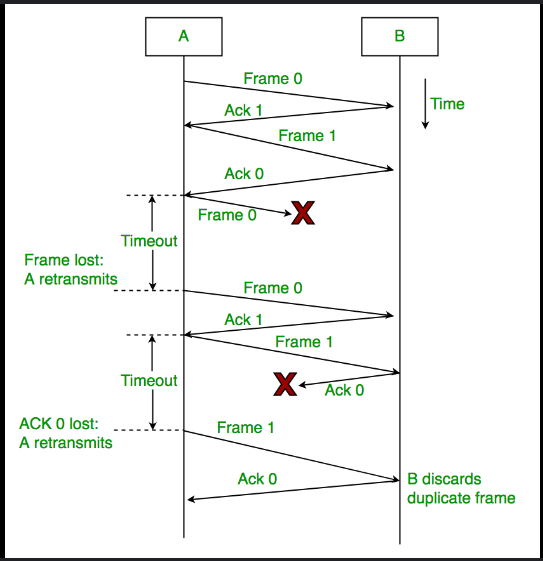 A
B
Frame 0
Ack 1
Time
Frame 1
Ack 0
Frame 0
X
Timeout
Frame lost:
A retransmits
Frame 0
Ack 1
Frame 1
Timeout
X
Ack 0
ACK 0 lost:
A retransmits
Frame 1
Ack 0
B discards
duplicate frame